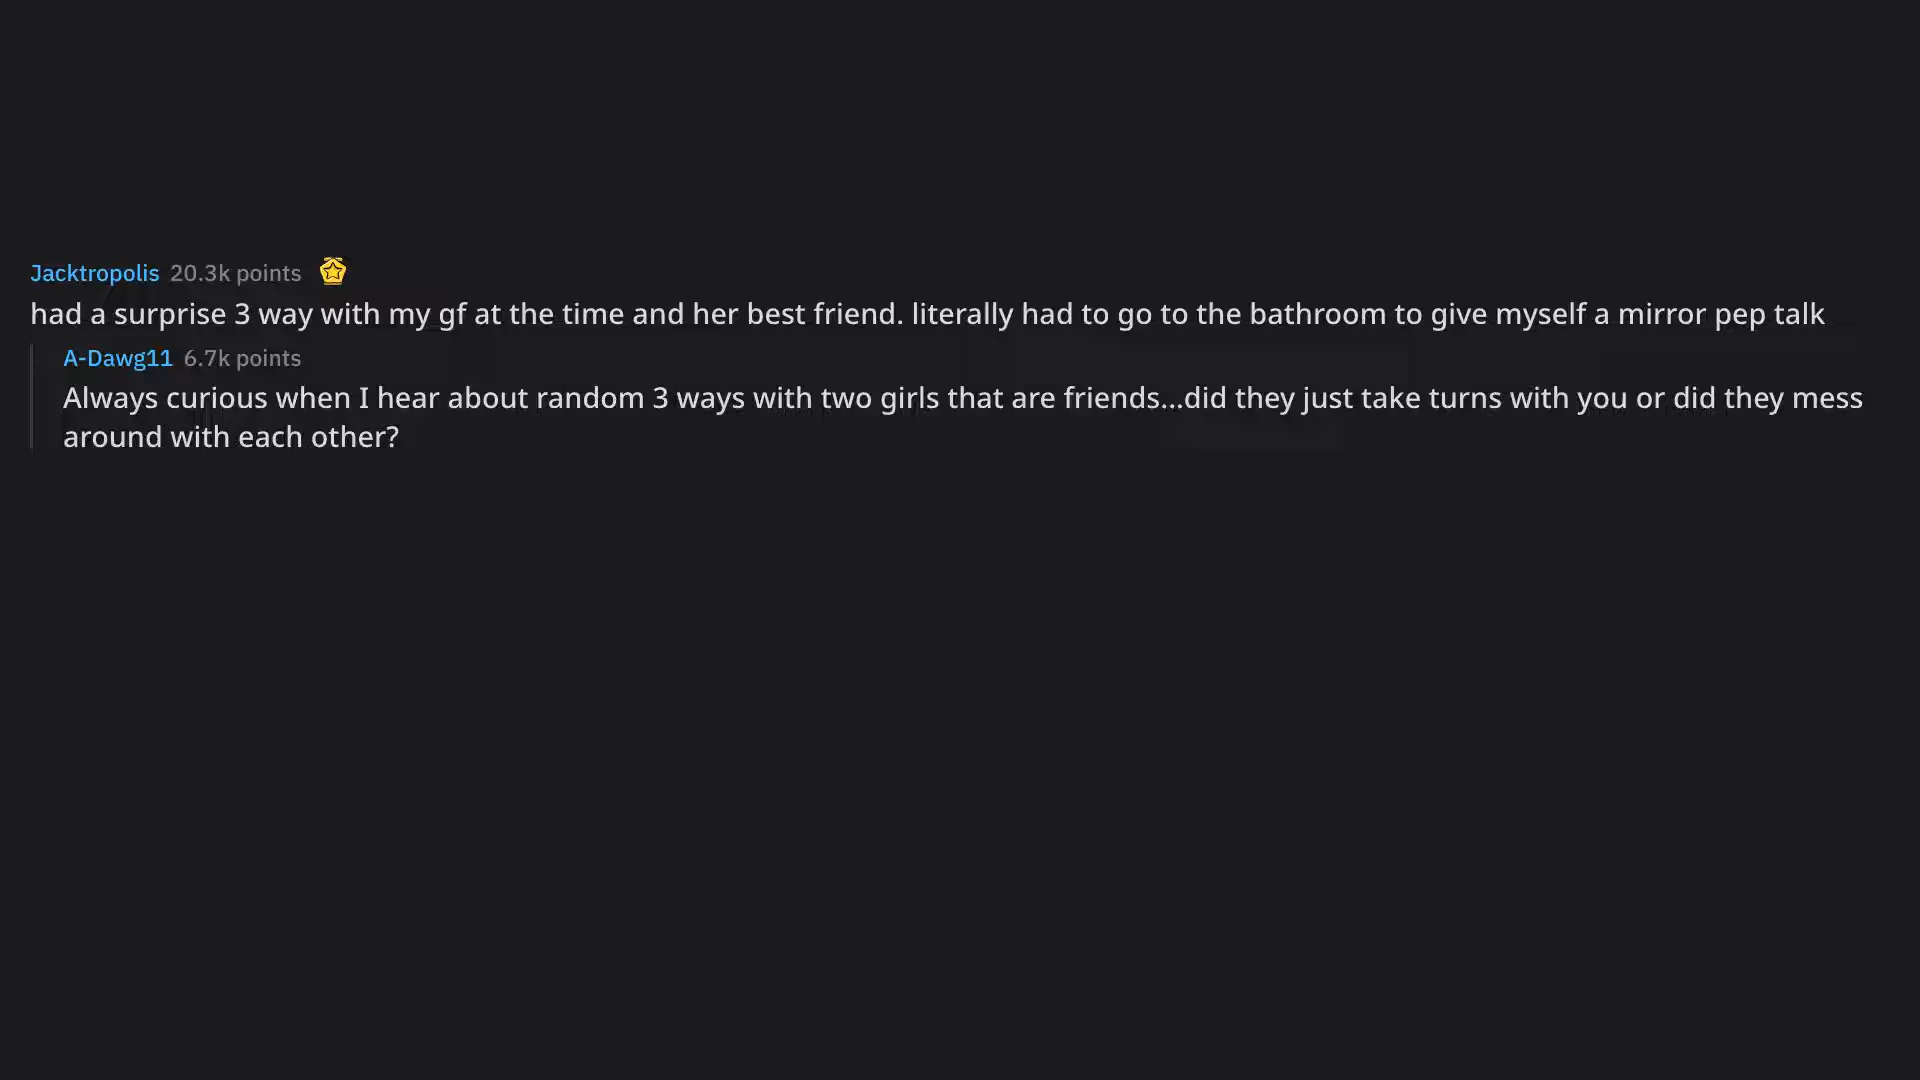 Jacktropolis 20.3k points
had a surprise 3 way with my gf at the time and her best friend. literally had to go to the bathroom to give myself a mirror pep talk
A-Dawg11 6.7k points
Always curious when I hear about random 3 ways with two girls that are friends...did they just take turns with you or did they mess
around with each other?